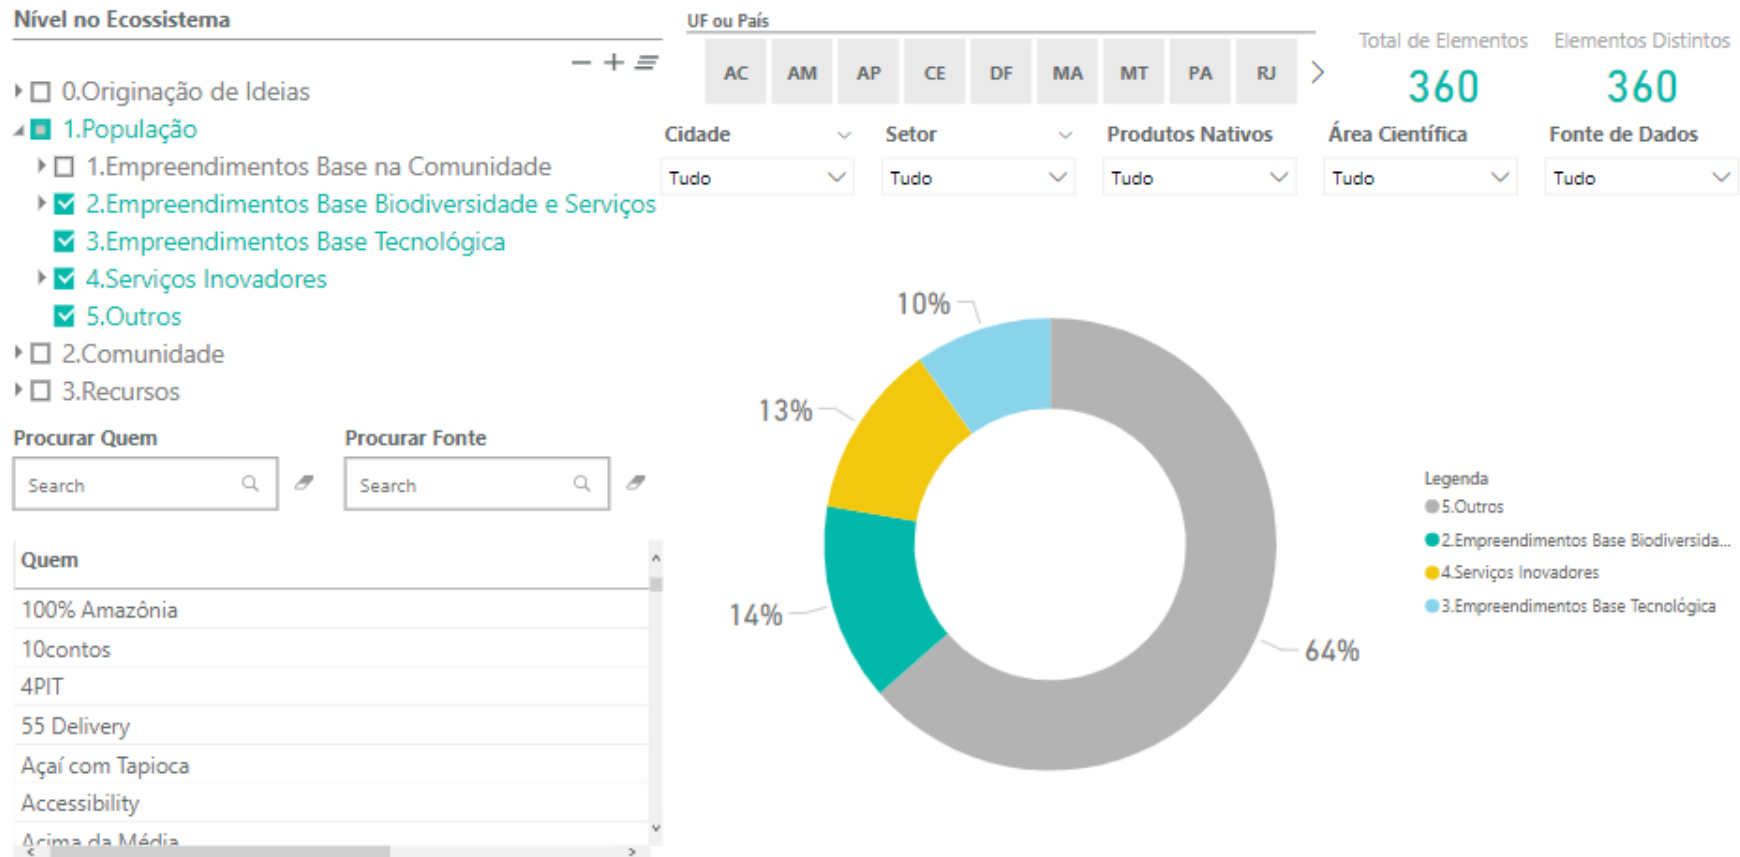 Nível no Ecossistema
0.Originação de Ideias
1.População
1.Empreendimentos Base na Comunidade
2.Empreendimentos Base Biodiversidade e Serviços
3.Empreendimentos Base Tecnológica
4.Serviços Inovadores
5.Outros
2.Comunidade
3.Recursos
Procurar Quem Procurar Fonte
Search Search
Quem
100% Amazônia
10contos
4PIT
55 Delivery
Açaí com Tapioca
Accessibility
Acima da Média
UF ou País
AC AM AP CE DF MA MT PA RJ
Total de Elementos Elementos Distintos
360 360
Cidade Setor Produtos Nativos Área Científica Fonte de Dados
Tudo Tudo Tudo Tudo Tudo
10%
13%
14%
64%
Legenda
5.Outros
2.Empreendimentos Base Biodiversida...
4.Serviços Inovadores
3.Empreendimentos Base Tecnológica